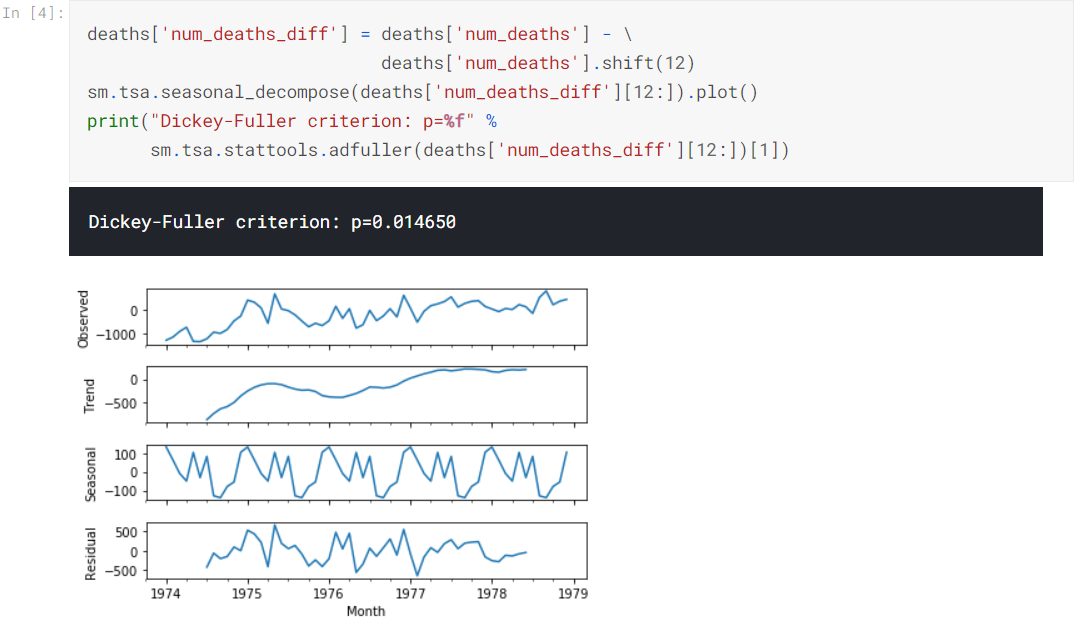 In [4]:
deaths['num_deaths_diff'] = deaths['num_deaths'] - \
deaths['num_deaths'].shift(12)
sm.tsa.seasonal_decompose(deaths['num_deaths_diff'][12:]).plot()
print("Dickey-Fuller criterion: p=%f" %
sm.tsa.stattools.adfuller(deaths['num_deaths_diff'][12:])[1])
Dickey-Fuller criterion: p=0.014650
Observed
0
−1000
Trend
0
−500
Seasonal
100
0
−100
Residual
500
0
−500
1974 1975 1976 1977 1978 1979
Month